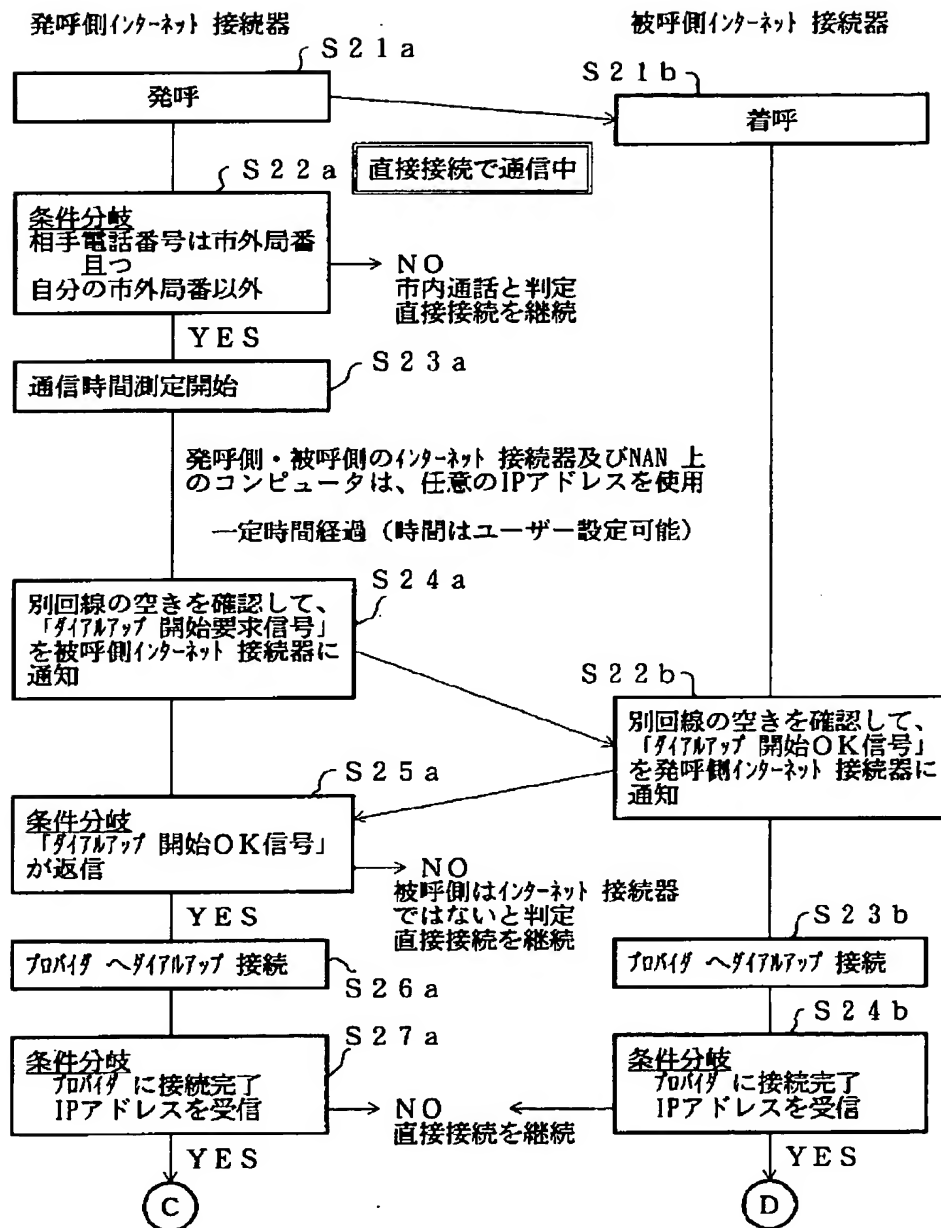 発呼側インターネット 接続器
被呼側インターネット 接続器
S21a
発呼
S21b
着呼
直接接続で通信中
S22a
条件分岐
相手電話番号は市外局番
且つ
自分の市外局番以外
NO
市内通話と判定
直接接続を継続
YES
S23a
通信時間測定開始
発呼側・被呼側のインターネット 接続器及びNAN 上
のコンピュータは、任意のIPアドレスを使用
一定時間経過（時間はユーザー設定可能）
S24a
別回線の空きを確認して、
「ダイアルアップ 開始要求信号」
を被呼側インターネット 接続器に
通知
S22b
別回線の空きを確認して、
「ダイアルアップ 開始OK信号」
を発呼側インターネット 接続器に
通知
S25a
条件分岐
「ダイアルアップ 開始OK信号」
が返信
NO
被呼側はインターネット 接続器
ではないと判定
直接接続を継続
YES
S23b
プロバイダ へダイアルアップ 接続
S26a
プロバイダ へダイアルアップ 接続
S27a
条件分岐
プロバイダ に接続完了
IPアドレスを受信
NO
直接接続を継続
S24b
条件分岐
プロバイダ に接続完了
IPアドレスを受信
YES
YES
C
D